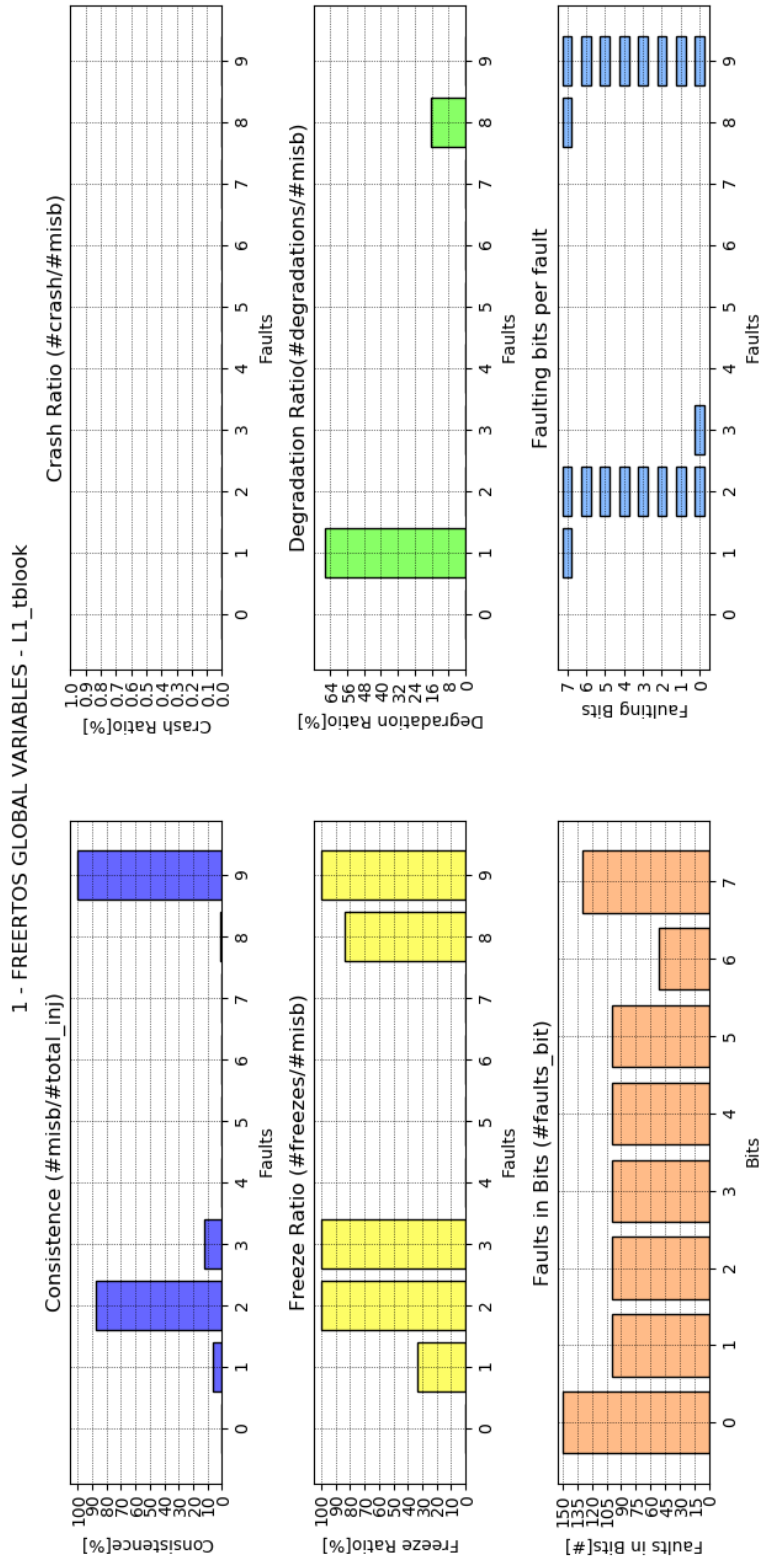 1 - FREERTOS GLOBAL VARIABLES - L1_tblook
Consistence (#misb/#total_inj)
Consistence[%]
100
90
80
70
60
50
40
30
20
10
0
0 1 2 3 4 5 6 7 8 9
Faults
Crash Ratio (#crash/#misb)
Crash Ratio[%]
1.0
0.9
0.8
0.7
0.6
0.5
0.4
0.3
0.2
0.1
0.0
0 1 2 3 4 5 6 7 8 9
Faults
Freeze Ratio (#freezes/#misb)
Freeze Ratio[%]
100
90
80
70
60
50
40
30
20
10
0
0 1 2 3 4 5 6 7 8 9
Faults
Degradation Ratio(#degradations/#misb)
Degradation Ratio[%]
64
56
48
40
32
24
16
8
0
0 1 2 3 4 5 6 7 8 9
Faults
Faults in Bits (#faults_bit)
Faults in Bits[#]
150
135
120
105
90
75
60
45
30
15
0
0 1 2 3 4 5 6 7
Bits
Faulting bits per fault
Faulting Bits
7
6
5
4
3
2
1
0
0 1 2 3 4 5 6 7 8 9
Faults